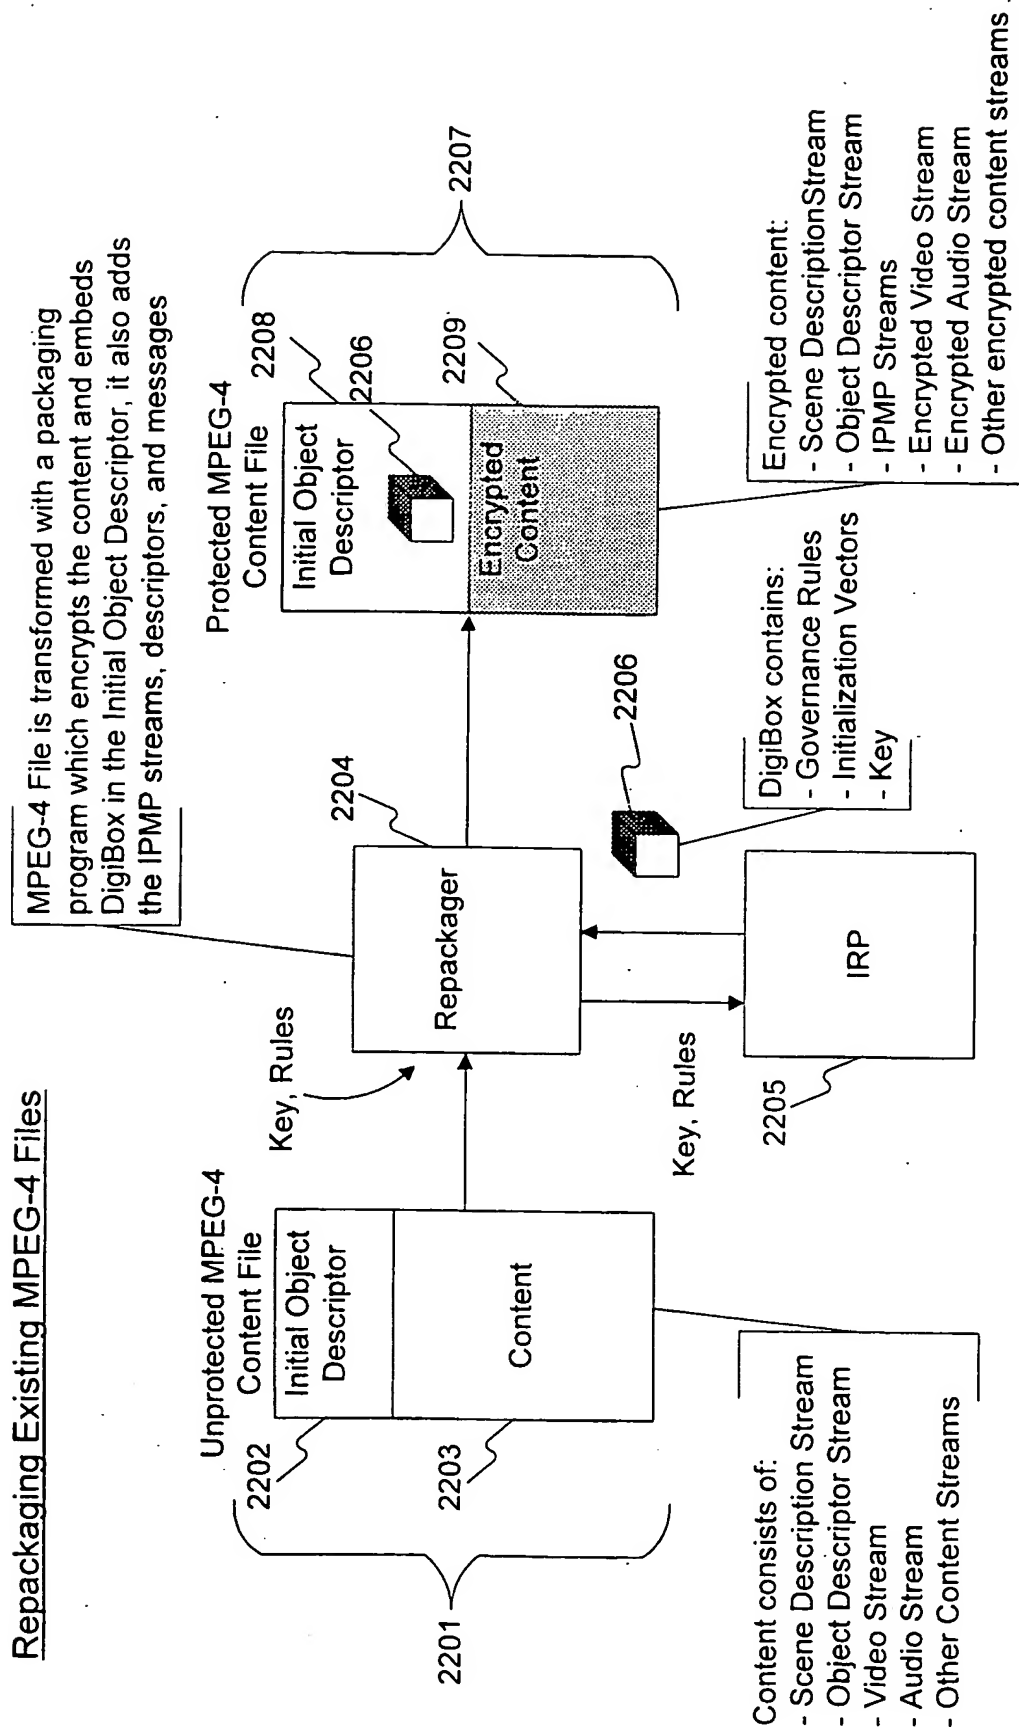 Repackaging Existing MPEG-4 Files
MPEG-4 File is transformed with a packaging
program which encrypts the content and embeds
DigiBox in the Initial Object Descriptor, it also adds
the IPMP streams, descriptors, and messages
Unprotected MPEG-4
Content File
Initial Object
Descriptor
Content
2201
2202
2203
Content consists of:
- Scene Description Stream
- Object Descriptor Stream
- Video Stream
- Audio Stream
- Other Content Streams
Key, Rules
Repackager
2204
Key, Rules
IRP
2205
2206
DigiBox contains:
- Governance Rules
- Initialization Vectors
- Key
Protected MPEG-4
Content File
Initial Object
Descriptor
Encrypted
Content
2208
2206
2209
2207
Encrypted content:
- Scene DescriptionStream
- Object Descriptor Stream
- IPMP Streams
- Encrypted Video Stream
- Encrypted Audio Stream
- Other encrypted content streams